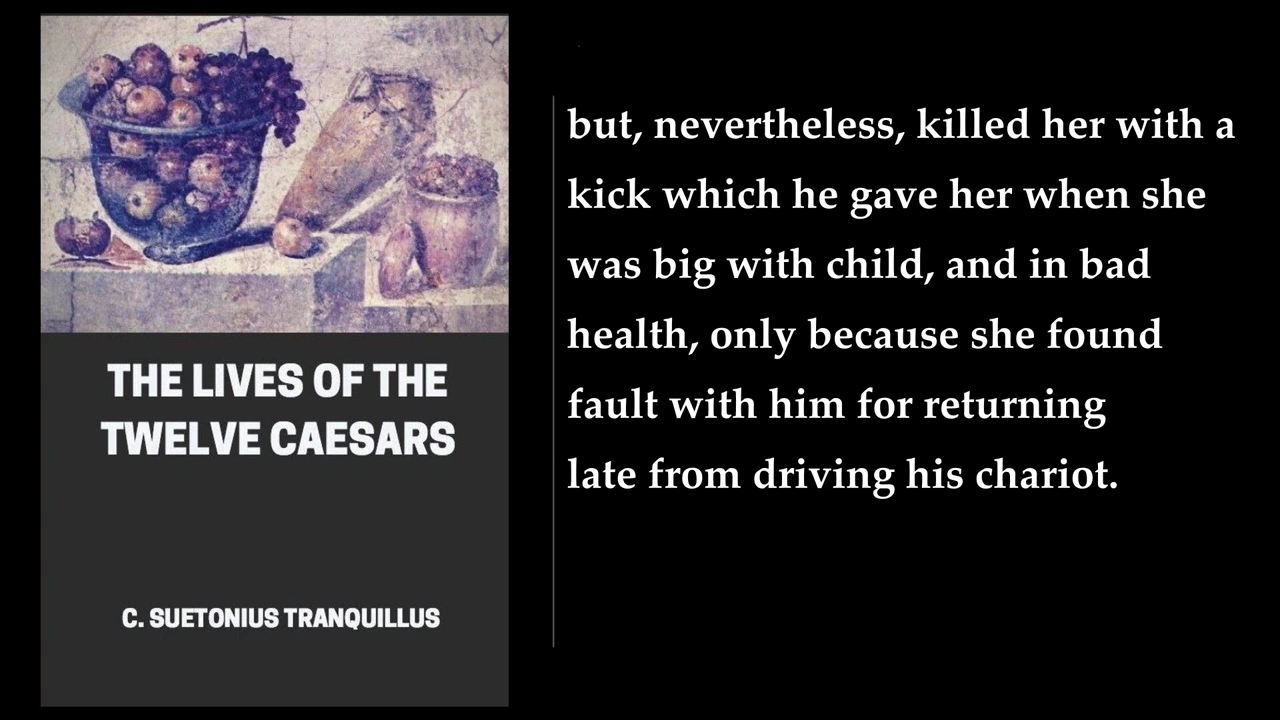 THE LIVES OF THE
TWELVE CAESARS
C. SUETONIUS TRANQUILLUS
but, nevertheless, killed her with a
kick which he gave her when she
was big with child, and in bad
health, only because she found
fault with him for returning
late from driving his chariot.